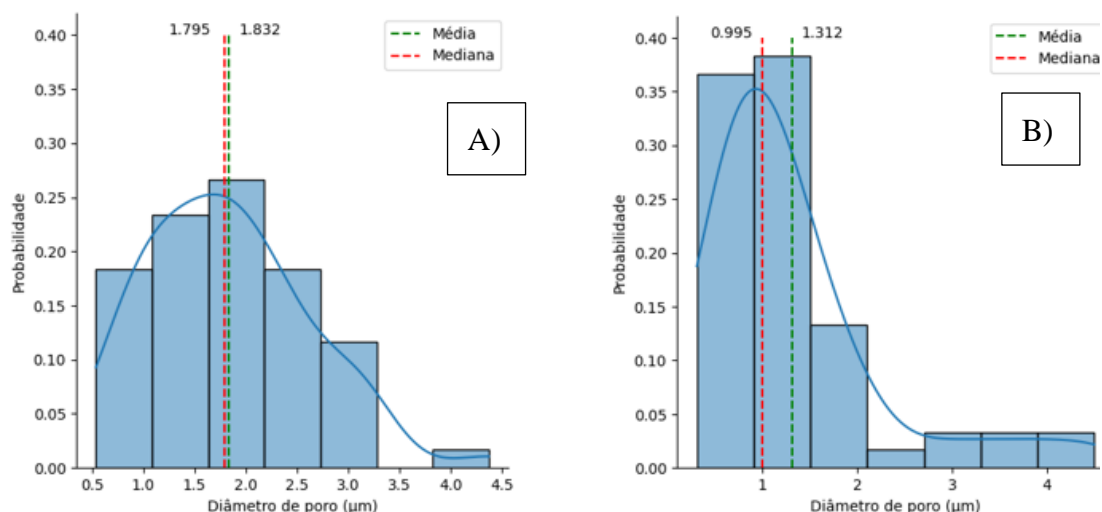 1.795
1.832
Média
Mediana
A)
0.40
0.35
0.30
0.25
0.20
0.15
0.10
0.05
0.00
Probabilidade
0.5 1.0 1.5 2.0 2.5 3.0 3.5 4.0 4.5
Diâmetro de poro (μm)
0.995
1.312
Média
Mediana
B)
0.40
0.35
0.30
0.25
0.20
0.15
0.10
0.05
0.00
Probabilidade
1 2 3 4
Diâmetro de poro (μm)